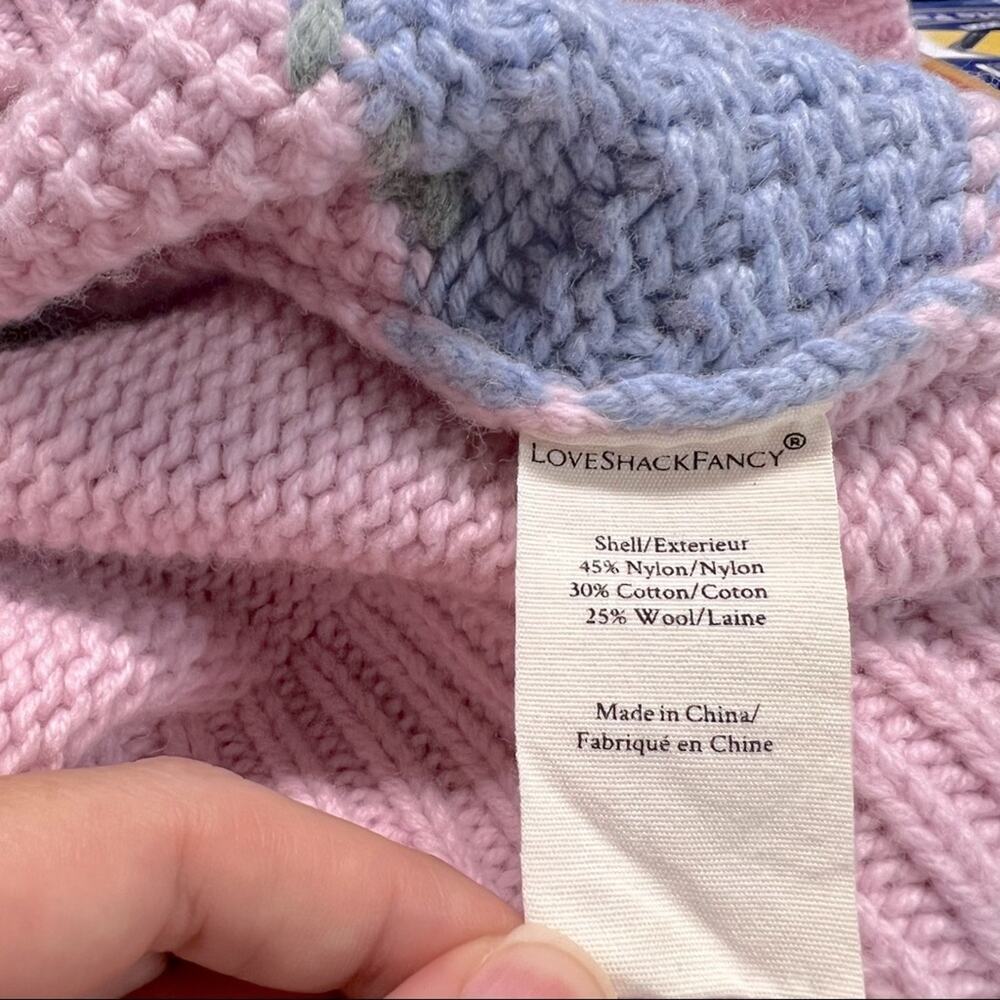 LOVESHACKFANCY®
Shell/Exterieur
45% Nylon/Nylon
30% Cotton/Coton
25% Wool/Laine
Made in China/
Fabriqué en Chine